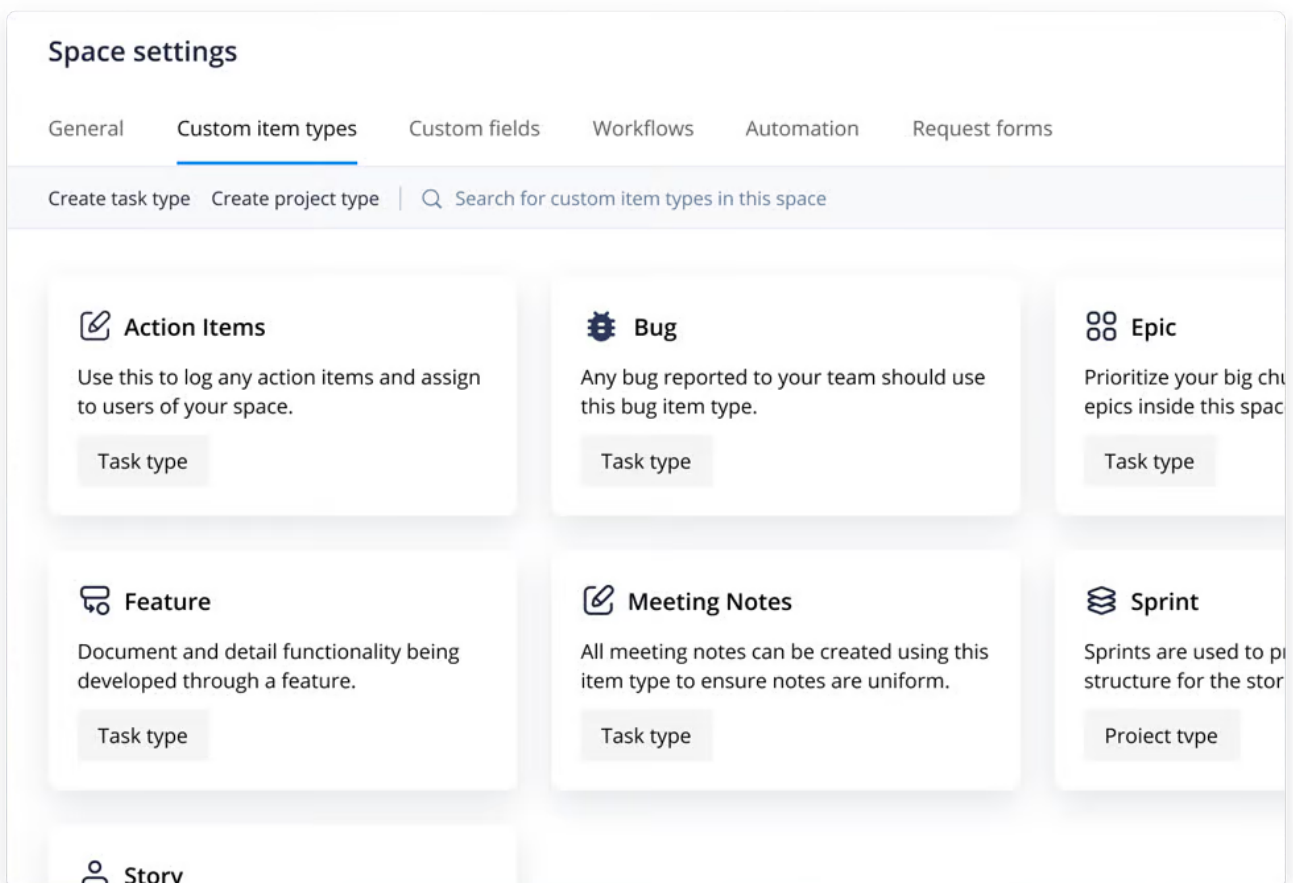 Space settings
General Custom item types Custom fields Workflows Automation Request forms
Create task type Create project type Search for custom item types in this space
Action Items
Use this to log any action items and assign
to users of your space.
Task type
Bug
Any bug reported to your team should use
this bug item type.
Task type
Epic
Prioritize your big
epics inside this
Task type
Feature
Document and detail functionality being
developed through a feature.
Task type
Meeting Notes
All meeting notes can be created using this
item type to ensure notes are uniform.
Task type
Sprint
Sprints are used to
structure for the
Project type
Story